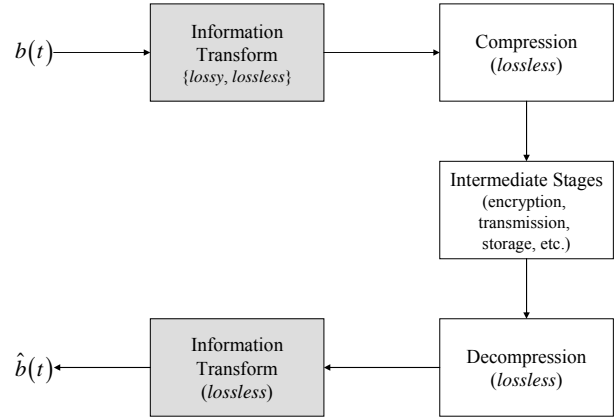 b(t)
Information
Transform
{lossy, lossless}
Compression
(lossless)
Intermediate Stages
(encryption,
transmission,
storage, etc.)
Decompression
(lossless)
Information
Transform
(lossless)
b̂(t)